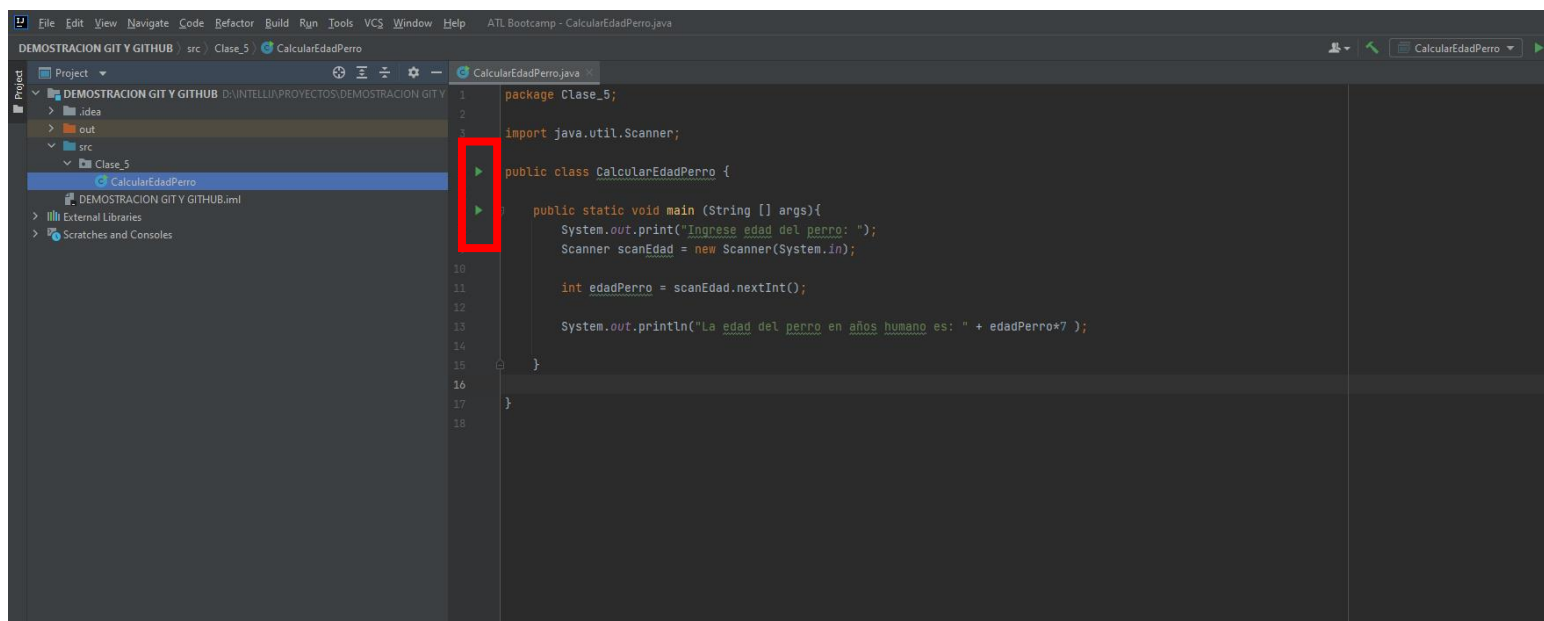 File Edit View Navigate Code Refactor Build Run Tools VCS Window Help ATL Bootcamp - CalcularEdadPerro.java
DEMOSTRACION GIT Y GITHUB src Clase_5 CalcularEdadPerro
CalcularEdadPerro
Project
Project
DEMOSTRACION GIT Y GITHUB D:\INTELLIJ\PROYECTOS\DEMOSTRACION GIT Y
.idea
out
src
Clase_5
CalcularEdadPerro
DEMOSTRACION GIT Y GITHUB.iml
External Libraries
Scratches and Consoles
CalcularEdadPerro.java
1 package Clase_5;
2
3 import java.util.Scanner;
public class CalcularEdadPerro {
public static void main (String [] args){
System.out.print("Ingrese edad del perro: ");
Scanner scanEdad = new Scanner(System.in);
10
11 int edadPerro = scanEdad.nextInt();
12
13 System.out.println("La edad del perro en años humano es: " + edadPerro*7 );
14
15 }
16
17 }
18